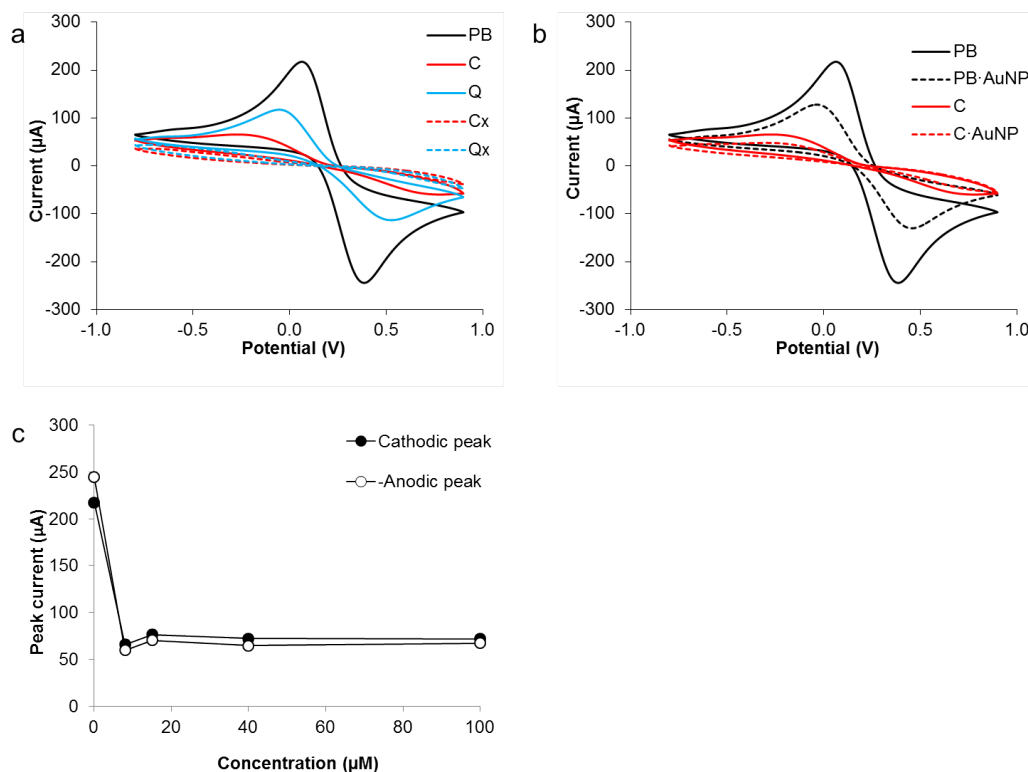 a
300
200
100
0
-100
-200
-300
-1.0
-0.5
0.0
0.5
1.0
Current (µA)
Potential (V)
PB
C
Q
Cx
Qx
b
300
200
100
0
-100
-200
-300
-1.0
-0.5
0.0
0.5
1.0
Current (µA)
Potential (V)
PB
PB·AuNP
C
C·AuNP
c
300
250
200
150
100
50
0
0
20
40
60
80
100
Peak current (µA)
Concentration (µM)
Cathodic peak
-Anodic peak